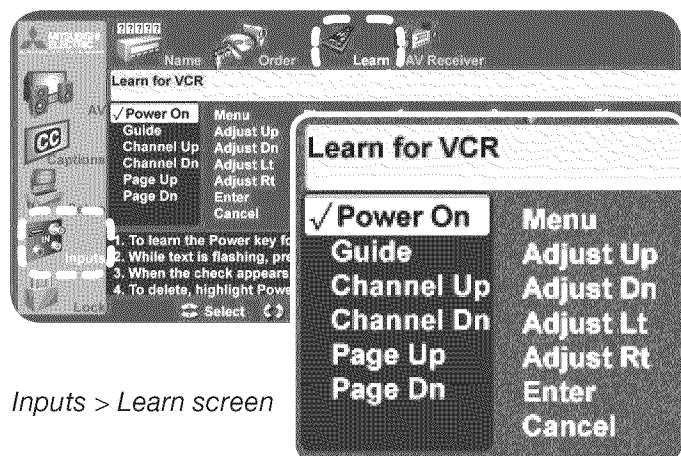 MITSUBISHI
ELECTRIC
?????
Name
Order
Learn
AV Receiver
Learn for VCR
AV
Captions
Inputs
Lock
√ Power On
Guide
Channel Up
Channel Dn
Page Up
Page Dn
Menu
Adjust Up
Adjust Dn
Adjust Lt
Adjust Rt
Enter
Cancel
1. To learn the Power key fo
2. While text is flashing, pre
3. When the check appears
4. To delete, highlight Powe
Select
Learn for VCR
√ Power On
Guide
Channel Up
Channel Dn
Page Up
Page Dn
Menu
Adjust Up
Adjust Dn
Adjust Lt
Adjust Rt
Enter
Cancel
CC
IN
Inputs > Learn screen